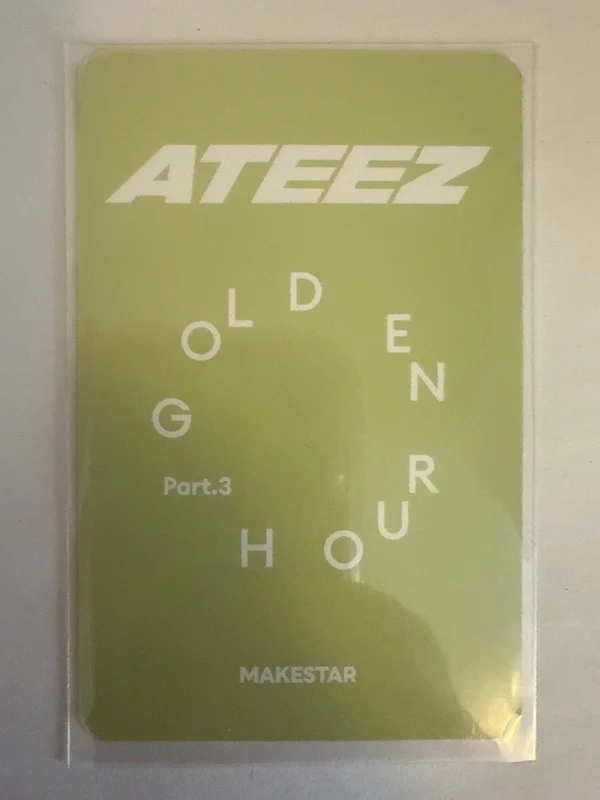 ATEEZ
GOLDEN
HOUR
Part.3
MAKESTAR